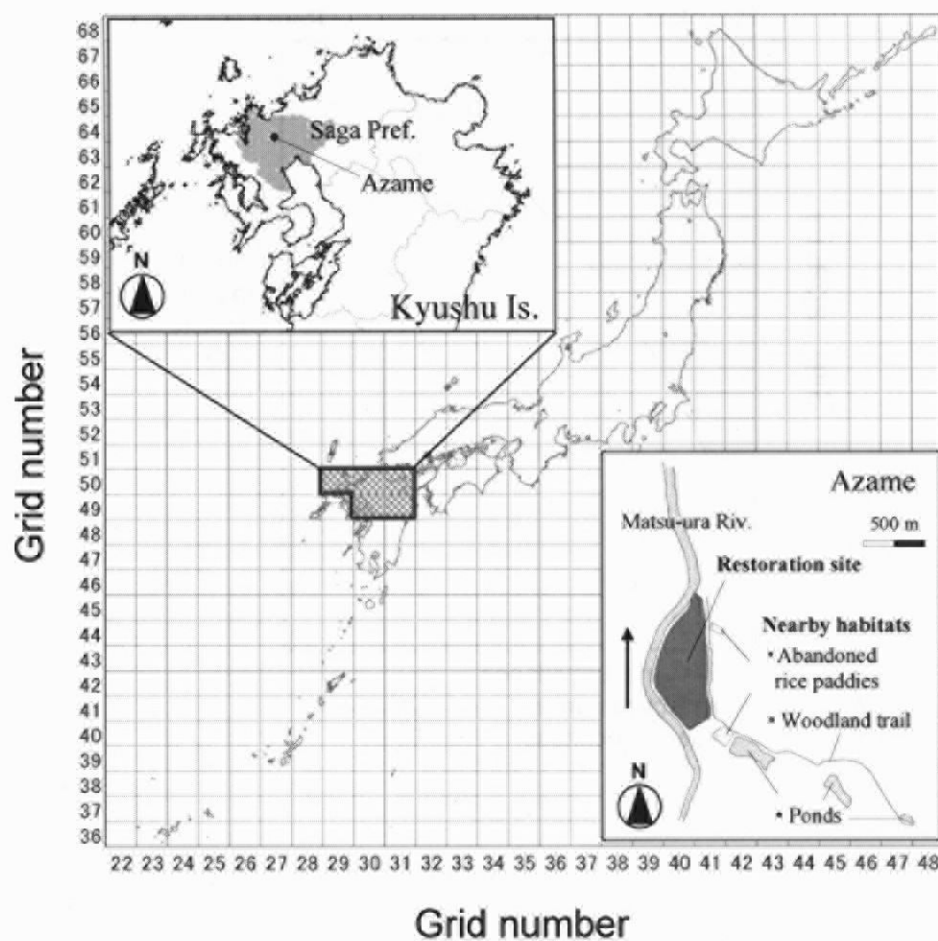 68
67
66
65
64
63
62
61
60
59
58
57
56
55
54
53
52
51
50
49
48
47
46
45
44
43
42
41
40
39
38
37
36
Grid number
Saga Pref.
Azame
N
Kyushu Is.
Azame
Matsu-ura Riv.
500 m
Restoration site
Nearby habitats
▪ Abandoned
rice paddies
▪ Woodland trail
N
▪ Ponds
22 23 24 25 26 27 28 29 30 31 32 33 34 35 36 37 38 39 40 41 42 43 44 45 46 47 48
Grid number